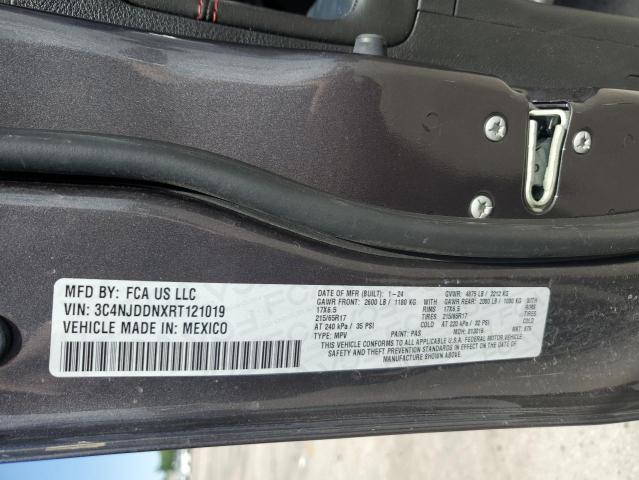 MFD BY: FCA US LLC
VIN: 3C4NJDDNXRT121019
VEHICLE MADE IN: MEXICO
DATE OF MFR (BUILT): 1-24 GVWR: 4875 LB / 2212 KG
GAWR FRONT: 2600 LB / 1180 KG GAWR REAR: 2380 LB / 1080 KG
17X6.5 RIMS 17X6.5 RIMS
215/65R17 TIRES 215/65R17 TIRES
AT 240 kPa / 35 PSI AT 220 kPa / 32 PSI
TYPE: MPV PAINT: PAS MDH: 013019 MKT: 
THIS VEHICLE CONFORMS TO ALL APPLICABLE U.S.A. FEDERAL MOTOR VEHICLE
SAFETY AND THEFT PREVENTION STANDARDS IN EFFECT ON THE DATE OF
MANUFACTURE SHOWN ABOVE.